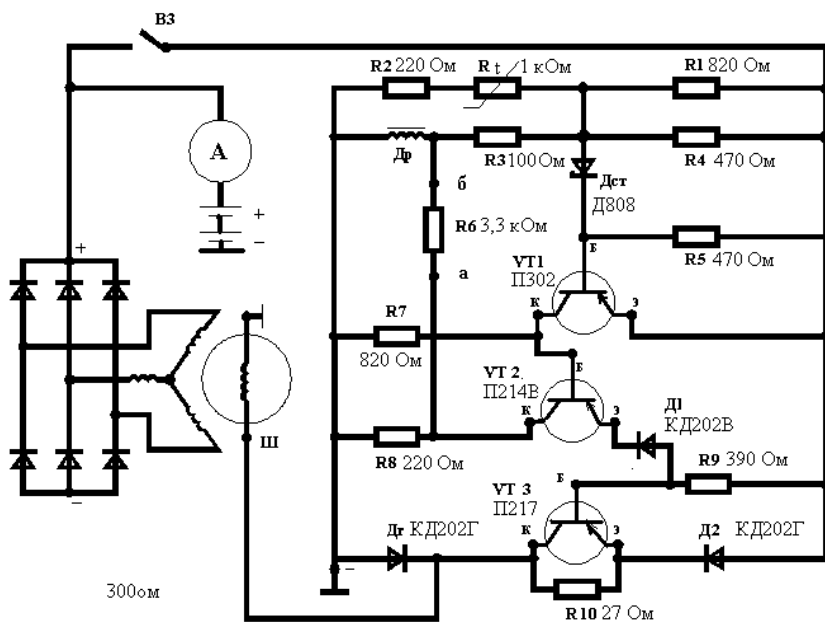 В3
R2 220 Ом
R t 1 кОм
R1 820 Ом
А
Др
R3 100 Ом
R4 470 Ом
б
Дст
Д808
+
−
R6 3,3 кОм
Б
R5 470 Ом
+
а
VT1
П302
К
Э
R7
820 Ом
VT 2
П214В
Б
К
Э
Д1
КД202В
Ш
R8 220 Ом
R9 390 Ом
−
VT 3
П217
Б
К
Э
Дг КД202Г
Д2 КД202Г
−
300ом
R10 27 Ом